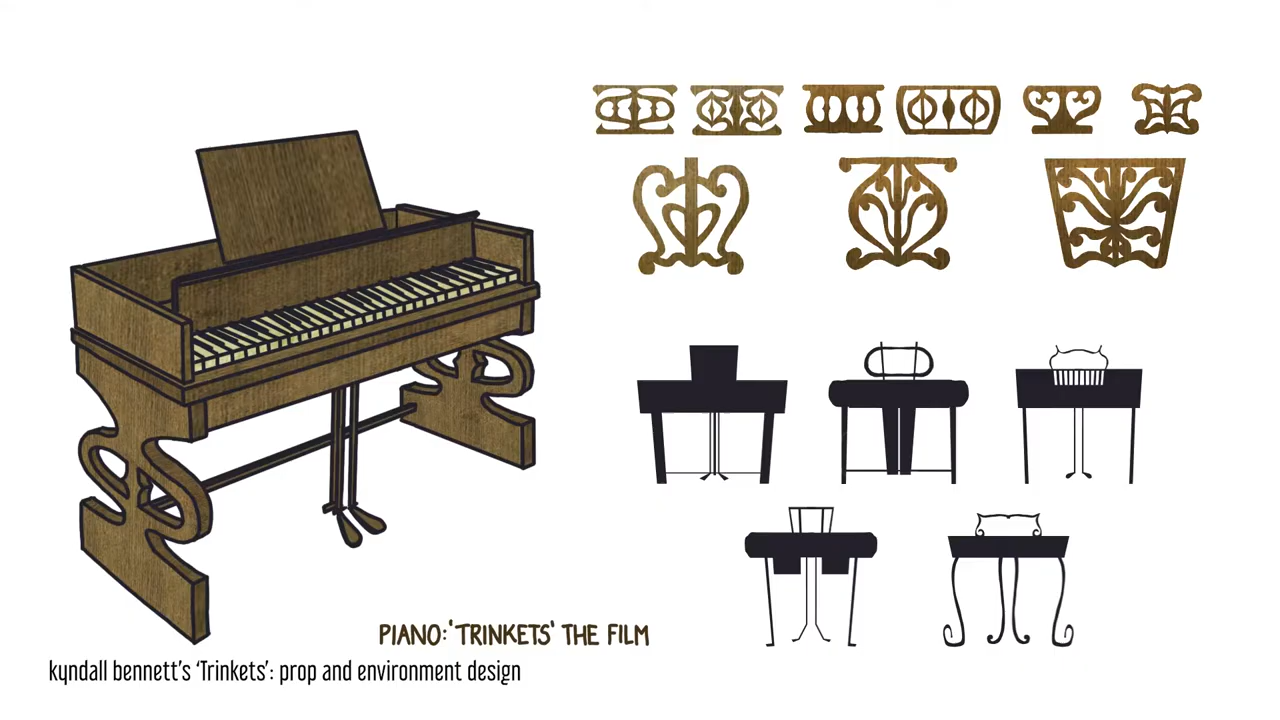 PIANO: 'TRINKETS' THE FILM
kyndall bennett's 'Trinkets': prop and environment design